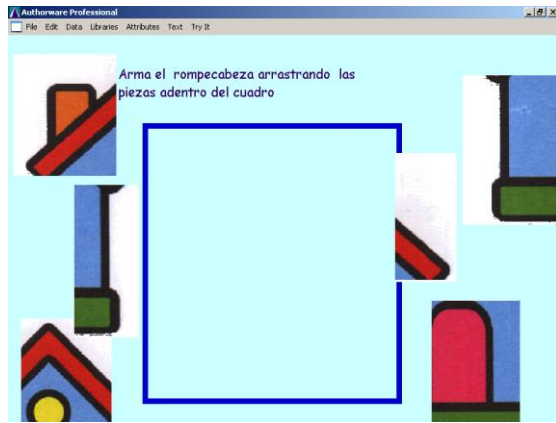 Authorware Professional
File Edit Data Libraries Attributes Text Try It
Arma el rompecabeza arrastrando las
piezas adentro del cuadro